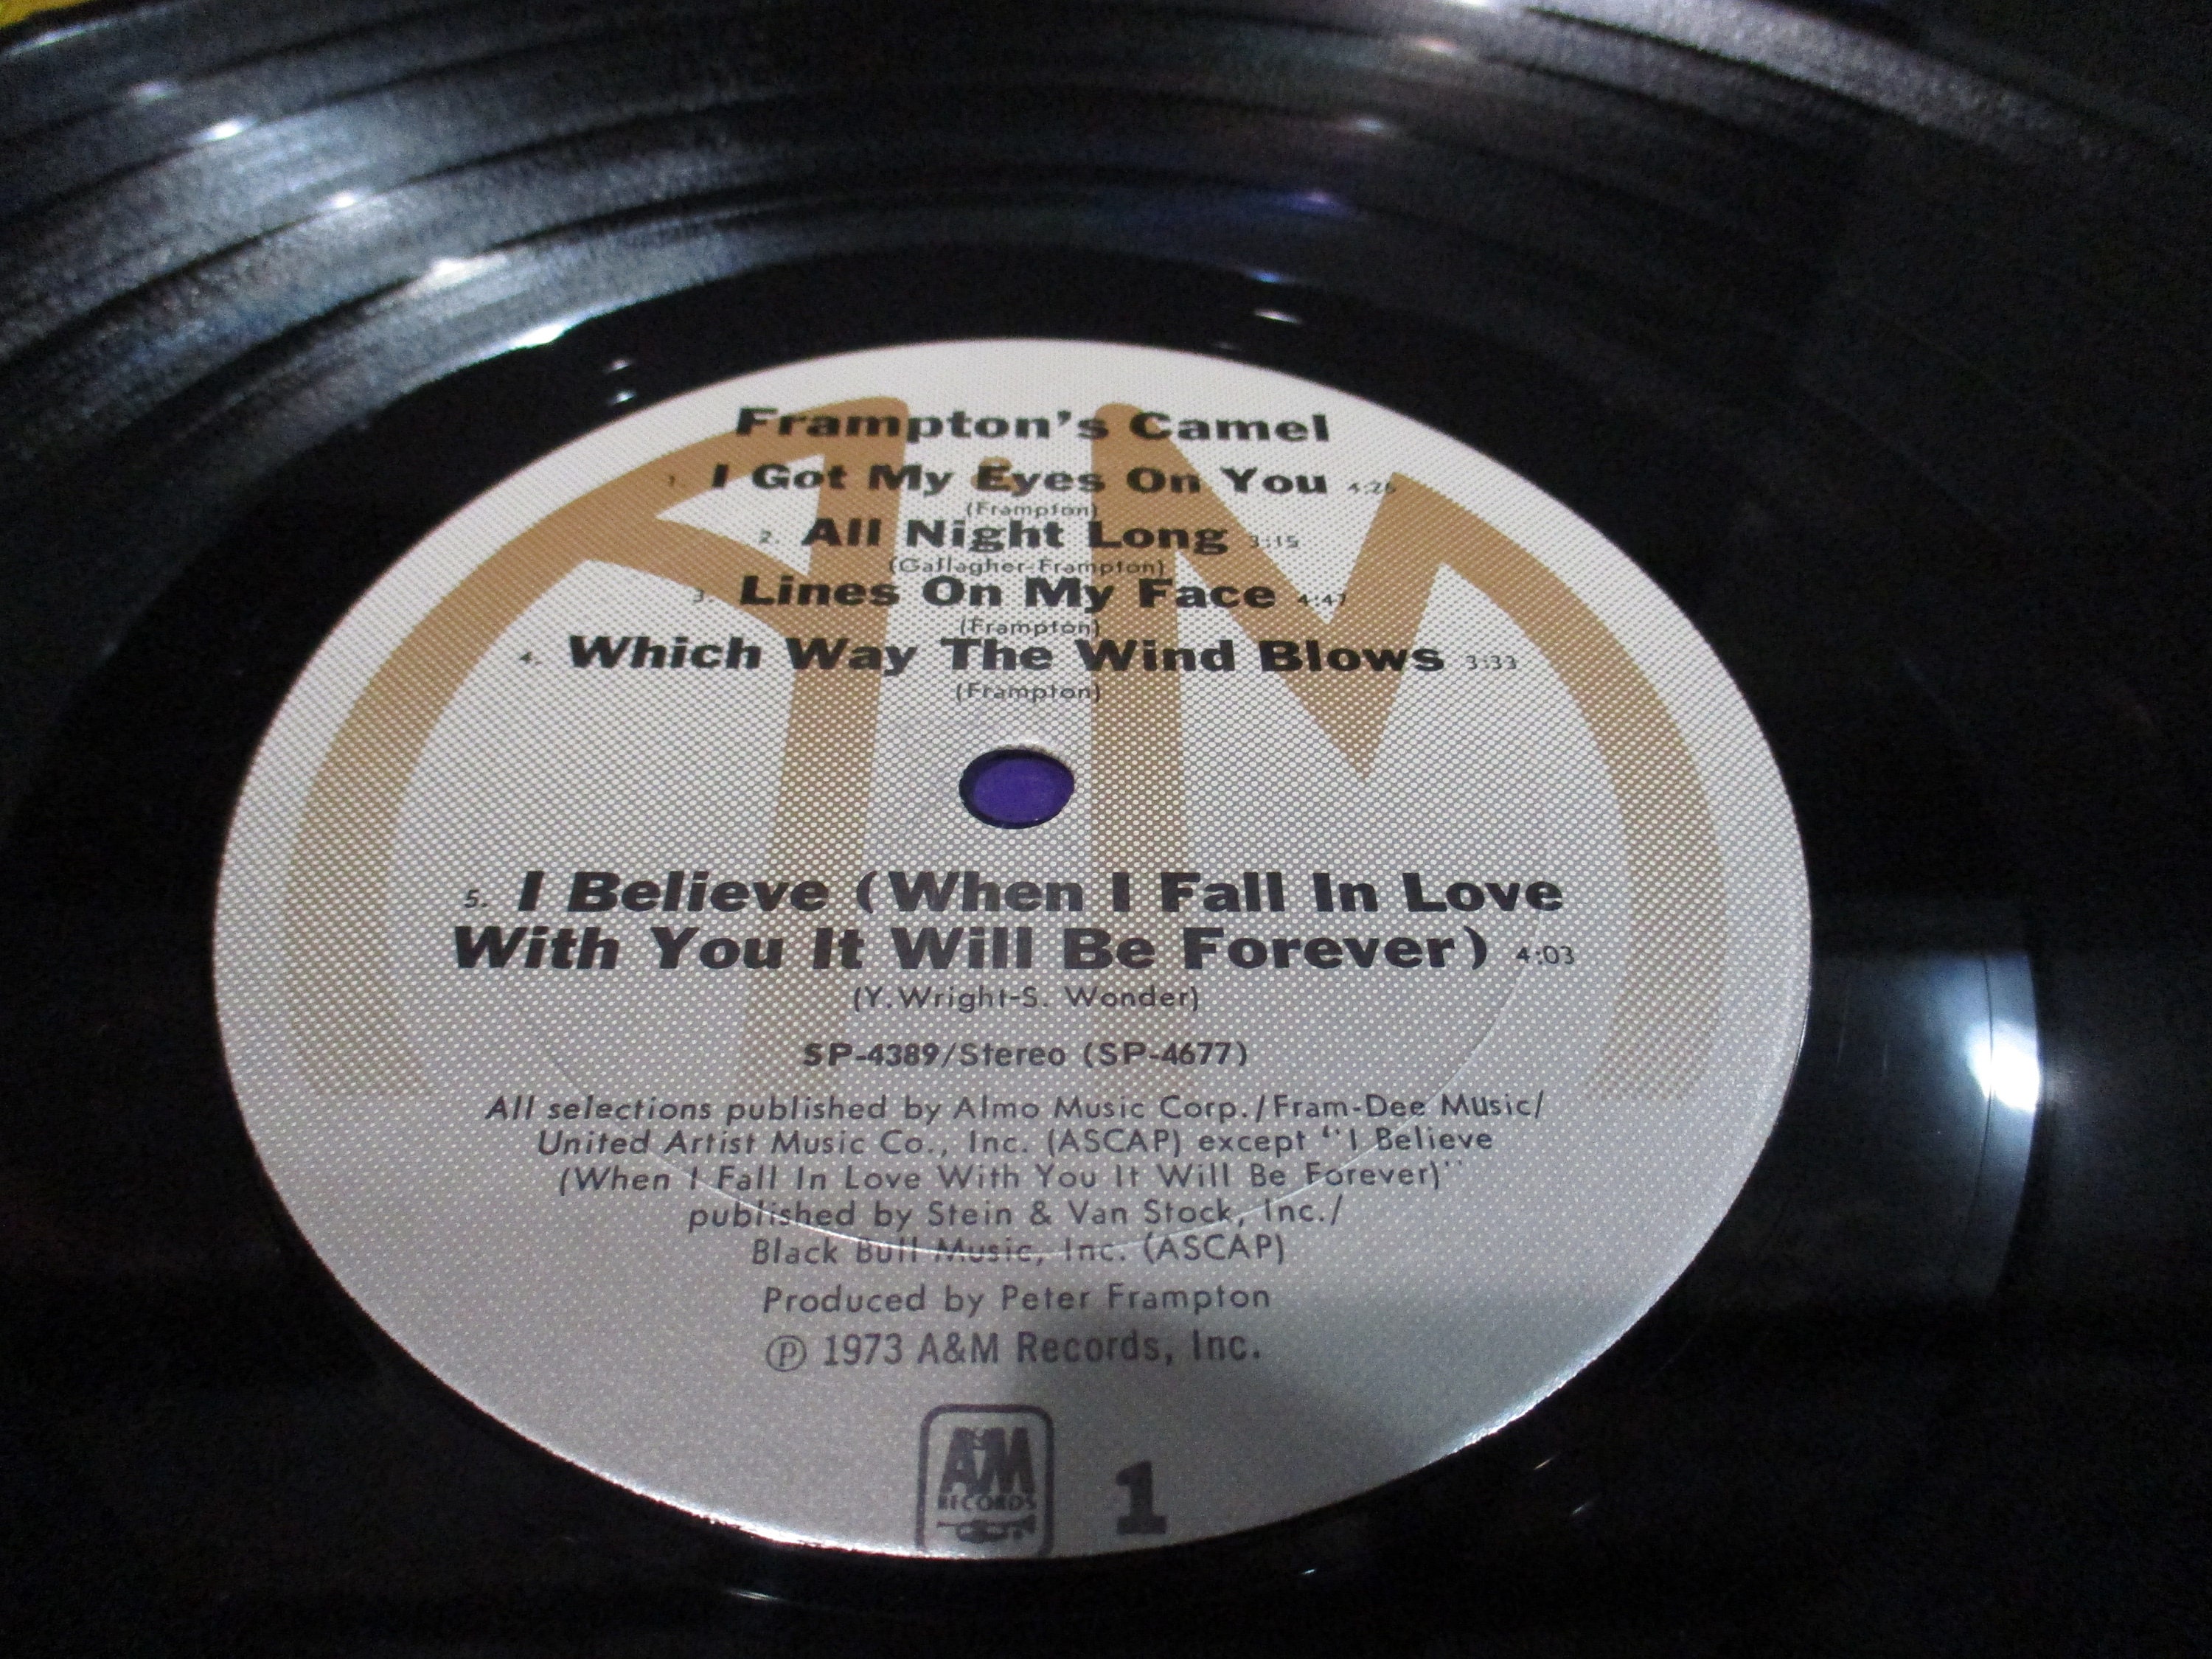 Frampton's Camel
1. I Got My Eyes On You 4:26
(Frampton)
2. All Night Long 3:15
(Gallagher-Frampton)
3. Lines On My Face 4:47
(Frampton)
4. Which Way The Wind Blows 3:33
(Frampton)
5. I Believe (When I Fall In Love
With You It Will Be Forever) 4:03
(Y.Wright-S. Wonder)
SP-4389/Stereo (SP-4677)
All selections published by Almo Music Corp./Fram-Dee Music/
United Artist Music Co., Inc. (ASCAP) except "I Believe
(When I Fall In Love With You It Will Be Forever)"
published by Stein & Van Stock, Inc./
Black Bull Music, Inc. (ASCAP)
Produced by Peter Frampton
Ⓟ 1973 A&M Records, Inc.
A&M
RECORDS
1